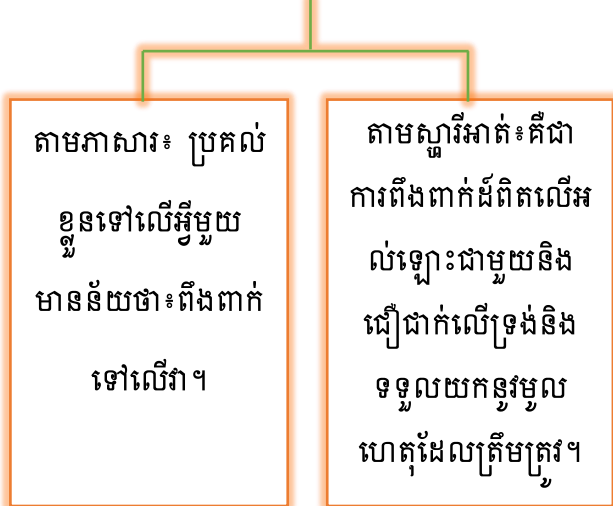 តាមភាសារ៖ ប្រគល់
ខ្លួនទៅលើអ្វីមួយ
មានន័យថា៖ពឹងពាក់
ទៅលើវា។
តាមស្ហារីអាត់៖គឺជា
ការពឹងពាក់ដ៍ពិតលើអ
ល់ឡោះជាមួយនិង
ជឿជាក់លើទ្រង់និង
ទទួលយកនូវមូល
ហេតុដែលត្រឹមត្រូវ។